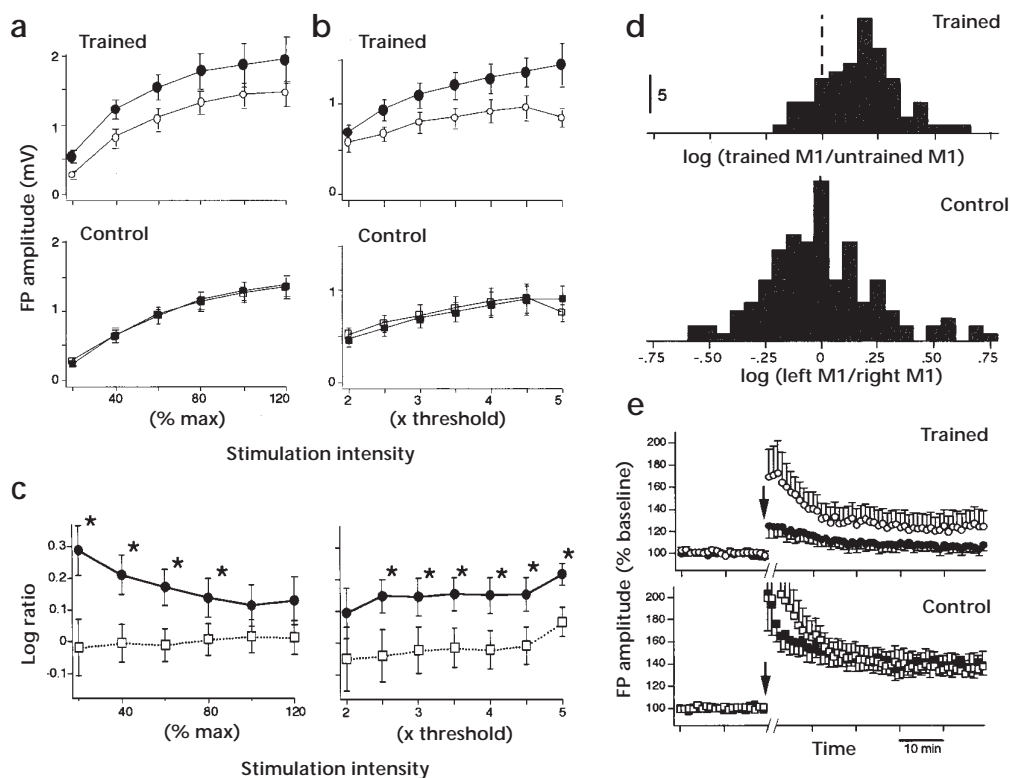 a
Trained
FP amplitude (mV)
2
1
0
Control
2
1
0
40
80
120
(% max)
b
Trained
1
0
Control
1
0
2
3
4
5
(x threshold)
Stimulation intensity
c
Log ratio
0.3
0.2
0.1
0
-0.1
* * * *
40
80
120
(% max)
* * * * * *
2
3
4
5
(x threshold)
Stimulation intensity
d
Trained
5
log (trained M1/untrained M1)
Control
-.75 -.50 -.25 0 .25 .50 .75
log (left M1/right M1)
e
FP amplitude (% baseline)
Trained
200
180
160
140
120
100
Control
200
180
160
140
120
100
Time
10 min